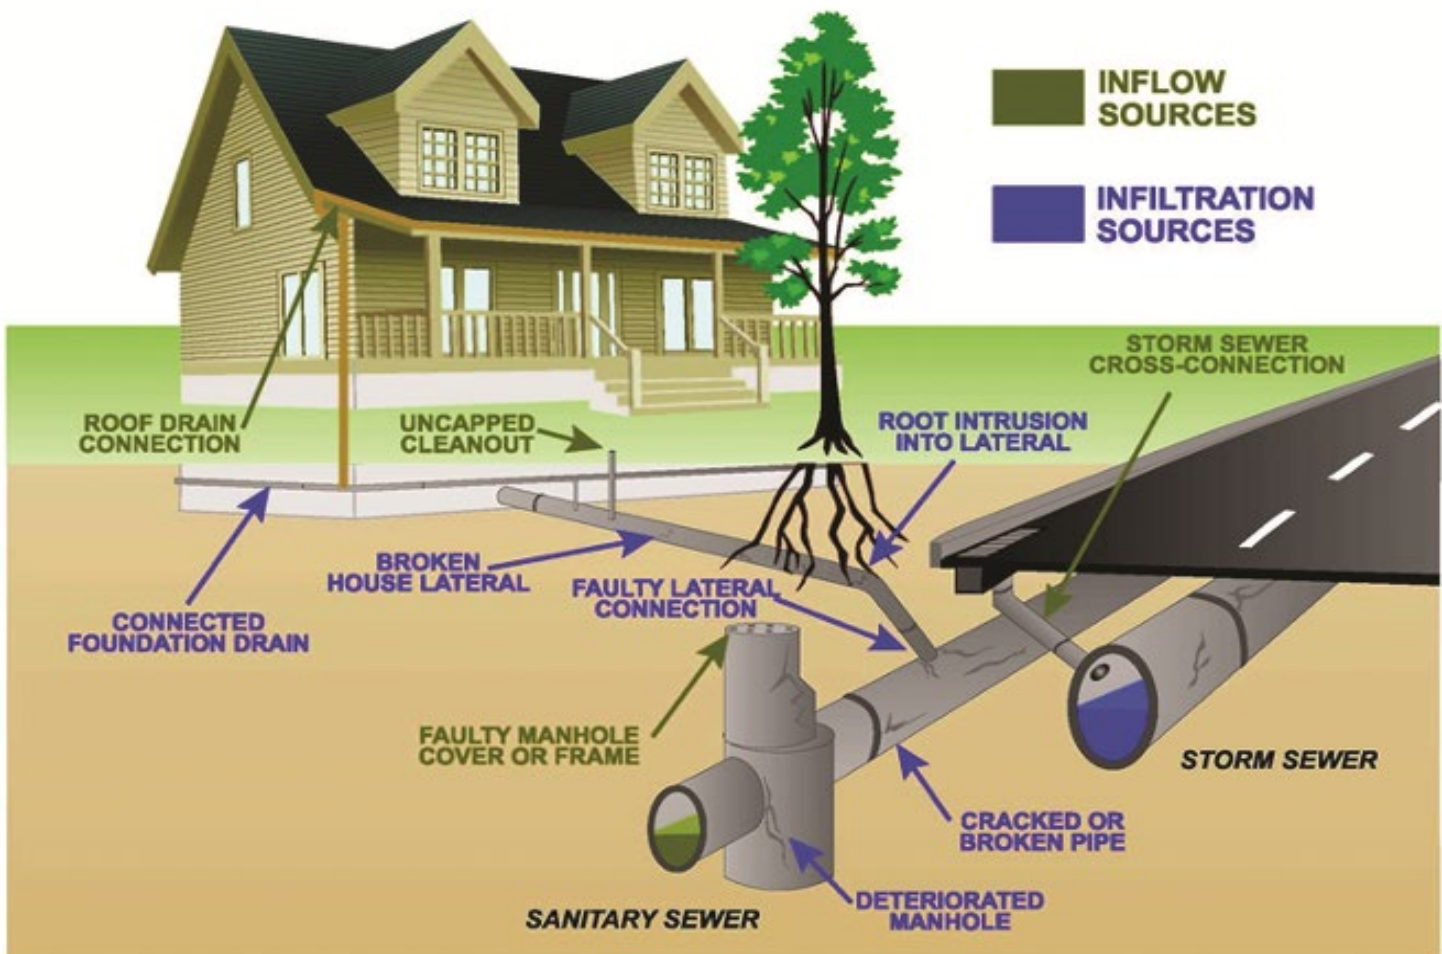 INFLOW
SOURCES
INFILTRATION
SOURCES
STORM SEWER
CROSS-CONNECTION
ROOF DRAIN
CONNECTION
UNCAPPED
CLEANOUT
ROOT INTRUSION
INTO LATERAL
BROKEN
HOUSE LATERAL
FAULTY LATERAL
CONNECTION
CONNECTED
FOUNDATION DRAIN
FAULTY MANHOLE
COVER OR FRAME
STORM SEWER
CRACKED OR
BROKEN PIPE
DETERIORATED
MANHOLE
SANITARY SEWER